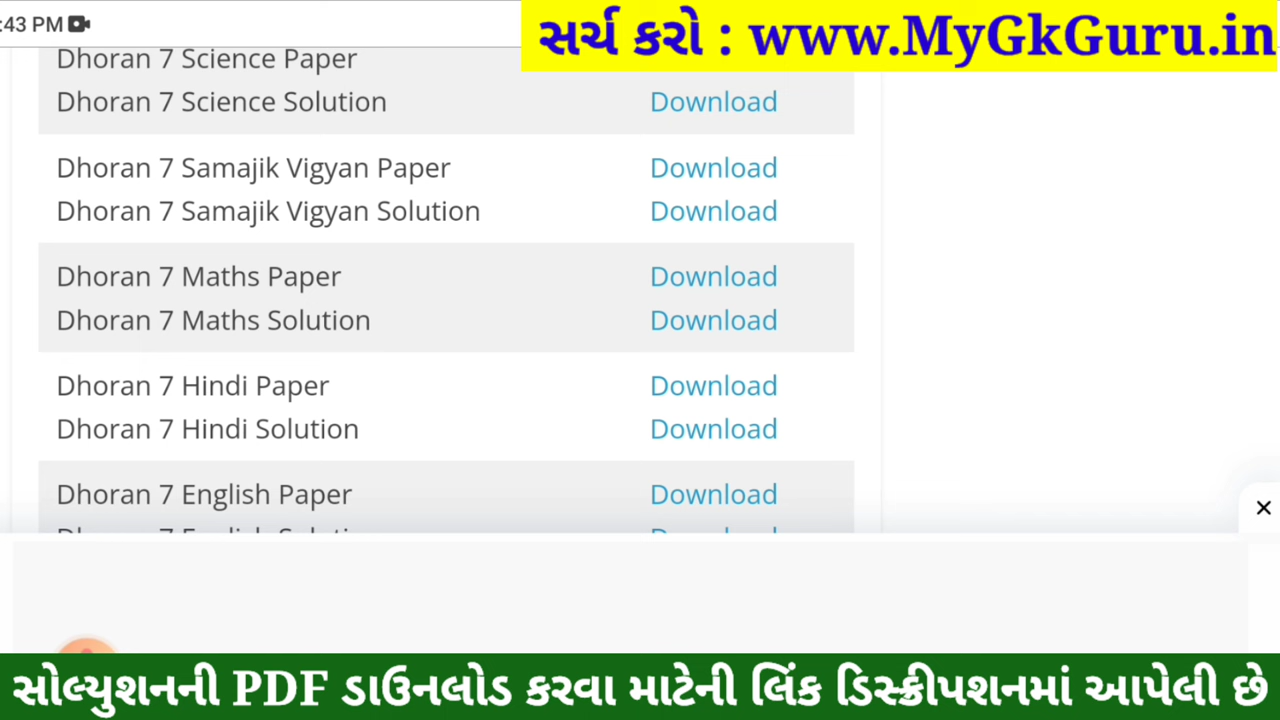 :43 PM
સર્ચ કરો : www.MyGkGuru.in
Dhoran 7 Science Paper
Dhoran 7 Science Solution Download
Dhoran 7 Samajik Vigyan Paper Download
Dhoran 7 Samajik Vigyan Solution Download
Dhoran 7 Maths Paper Download
Dhoran 7 Maths Solution Download
Dhoran 7 Hindi Paper Download
Dhoran 7 Hindi Solution Download
Dhoran 7 English Paper Download
સોલ્યુશનની PDF ડાઉનલોડ કરવા માટેની લિંક ડિસ્ક્રીપશનમાં આપેલી છે